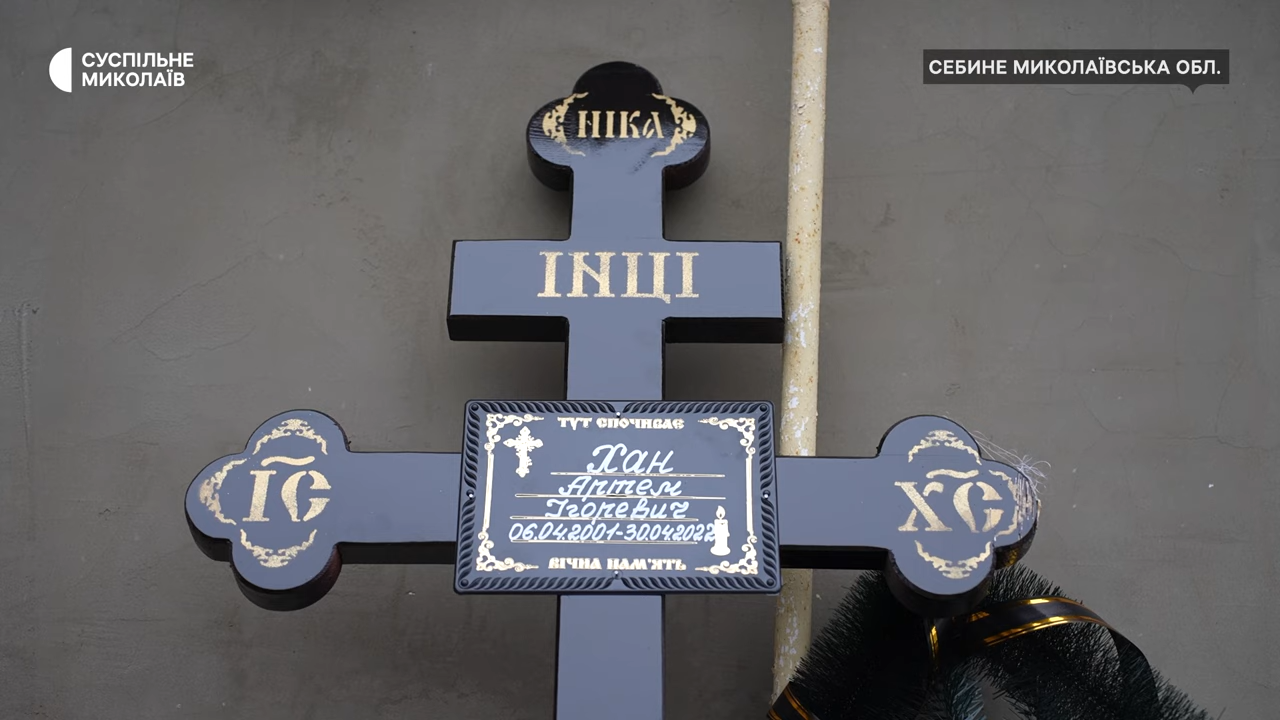 СУСПІЛЬНЕ
МИКОЛАЇВ
СЕБИНЕ МИКОЛАЇВСЬКА ОБЛ.
НІКА
ІНЦІ
ІС
ХС
ТУТ СПОЧИВАЄ
Хан
Артем
Ігоревич
06.04.2001-30.04.2022
ВІЧНА ПАМ'ЯТЬ